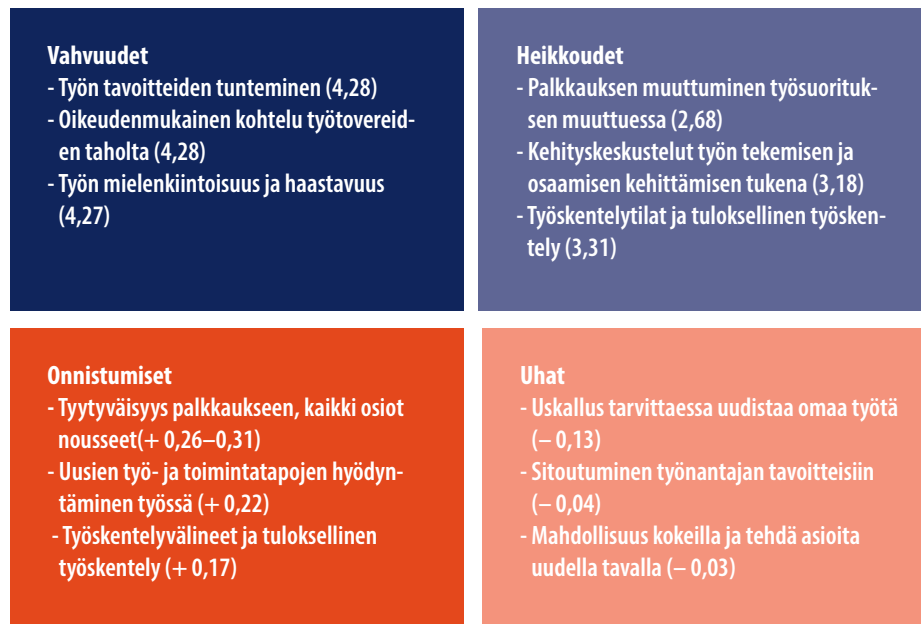 Vahvuudet
- Työn tavoitteiden tunteminen (4,28)
- Oikeudenmukainen kohtelu työtovereid-
en taholta (4,28)
- Työn mielenkiintoisuus ja haastavuus
(4,27)
Heikkoudet
- Palkkauksen muuttuminen työsuorituk-
sen muuttuessa (2,68)
- Kehityskeskustelut työn tekemisen ja
osaamisen kehittämisen tukena (3,18)
- Työskentelytilat ja tuloksellinen työsken-
tely (3,31)
Onnistumiset
- Tyytyväisyys palkkaukseen, kaikki osiot
nousseet(+ 0,26–0,31)
- Uusien työ- ja toimintatapojen hyödyn-
täminen työssä (+ 0,22)
- Työskentelyvälineet ja tuloksellinen
työskentely (+ 0,17)
Uhat
- Uskallus tarvittaessa uudistaa omaa työtä
(– 0,13)
- Sitoutuminen työnantajan tavoitteisiin
(– 0,04)
- Mahdollisuus kokeilla ja tehdä asioita
uudella tavalla (– 0,03)